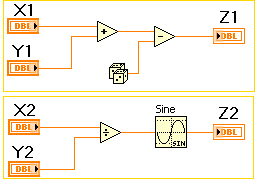 X1
DBL
Y1
DBL
+
-
Z1
DBL
X2
DBL
Y2
DBL
÷
Sine
SIN
Z2
DBL